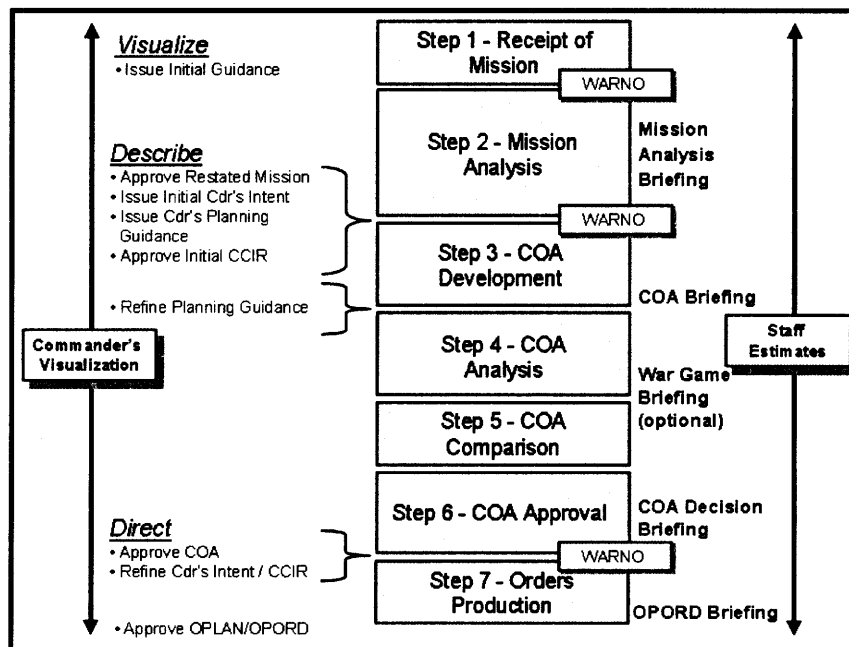 Visualize
• Issue Initial Guidance
Describe
• Approve Restated Mission
• Issue Initial Cdr's Intent
• Issue Cdr's Planning
Guidance
• Approve Initial CCIR
• Refine Planning Guidance
Commander's
Visualization
Direct
• Approve COA
• Refine Cdr's Intent / CCIR
• Approve OPLAN/OPORD
Step 1 - Receipt of
Mission
WARNO
Step 2 - Mission
Analysis
WARNO
Step 3 - COA
Development
Step 4 - COA
Analysis
Step 5 - COA
Comparison
Step 6 - COA Approval
WARNO
Step 7 - Orders
Production
Mission
Analysis
Briefing
COA Briefing
War Game
Briefing
(optional)
COA Decision
Briefing
OPORD Briefing
Staff
Estimates